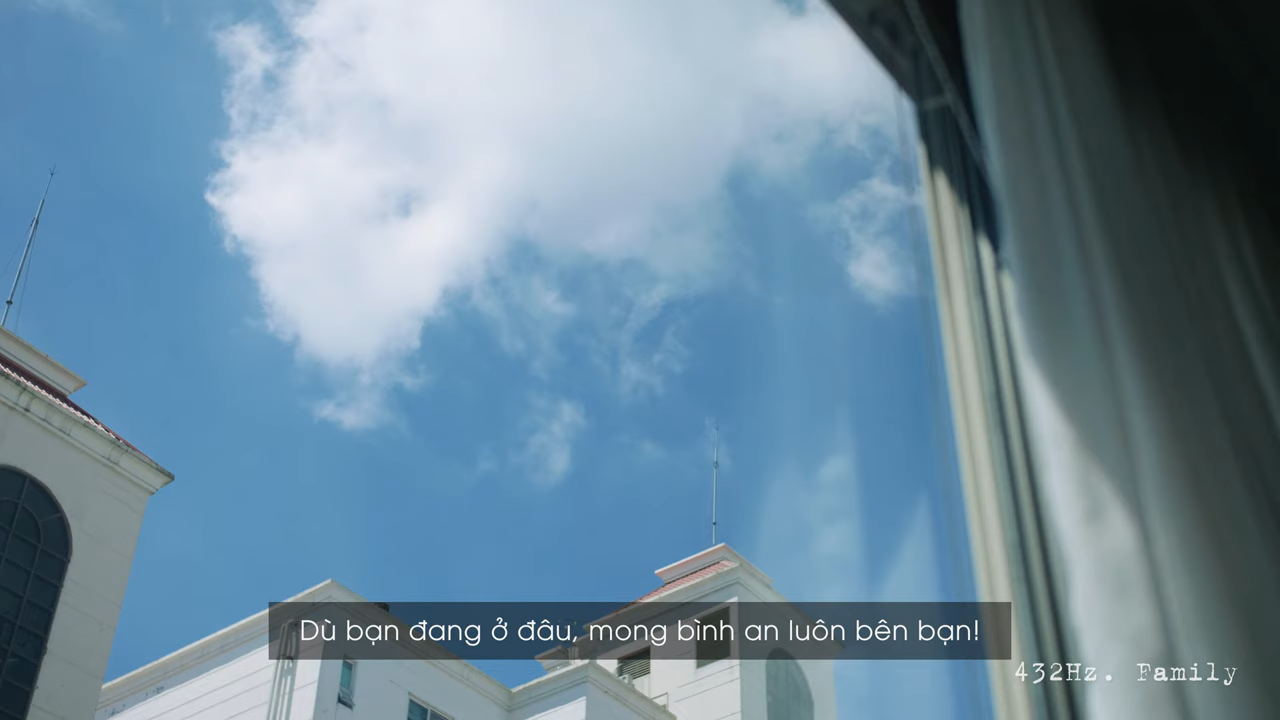 Dù bạn đang ở đâu, mong bình an luôn bên bạn!
432Hz. Family